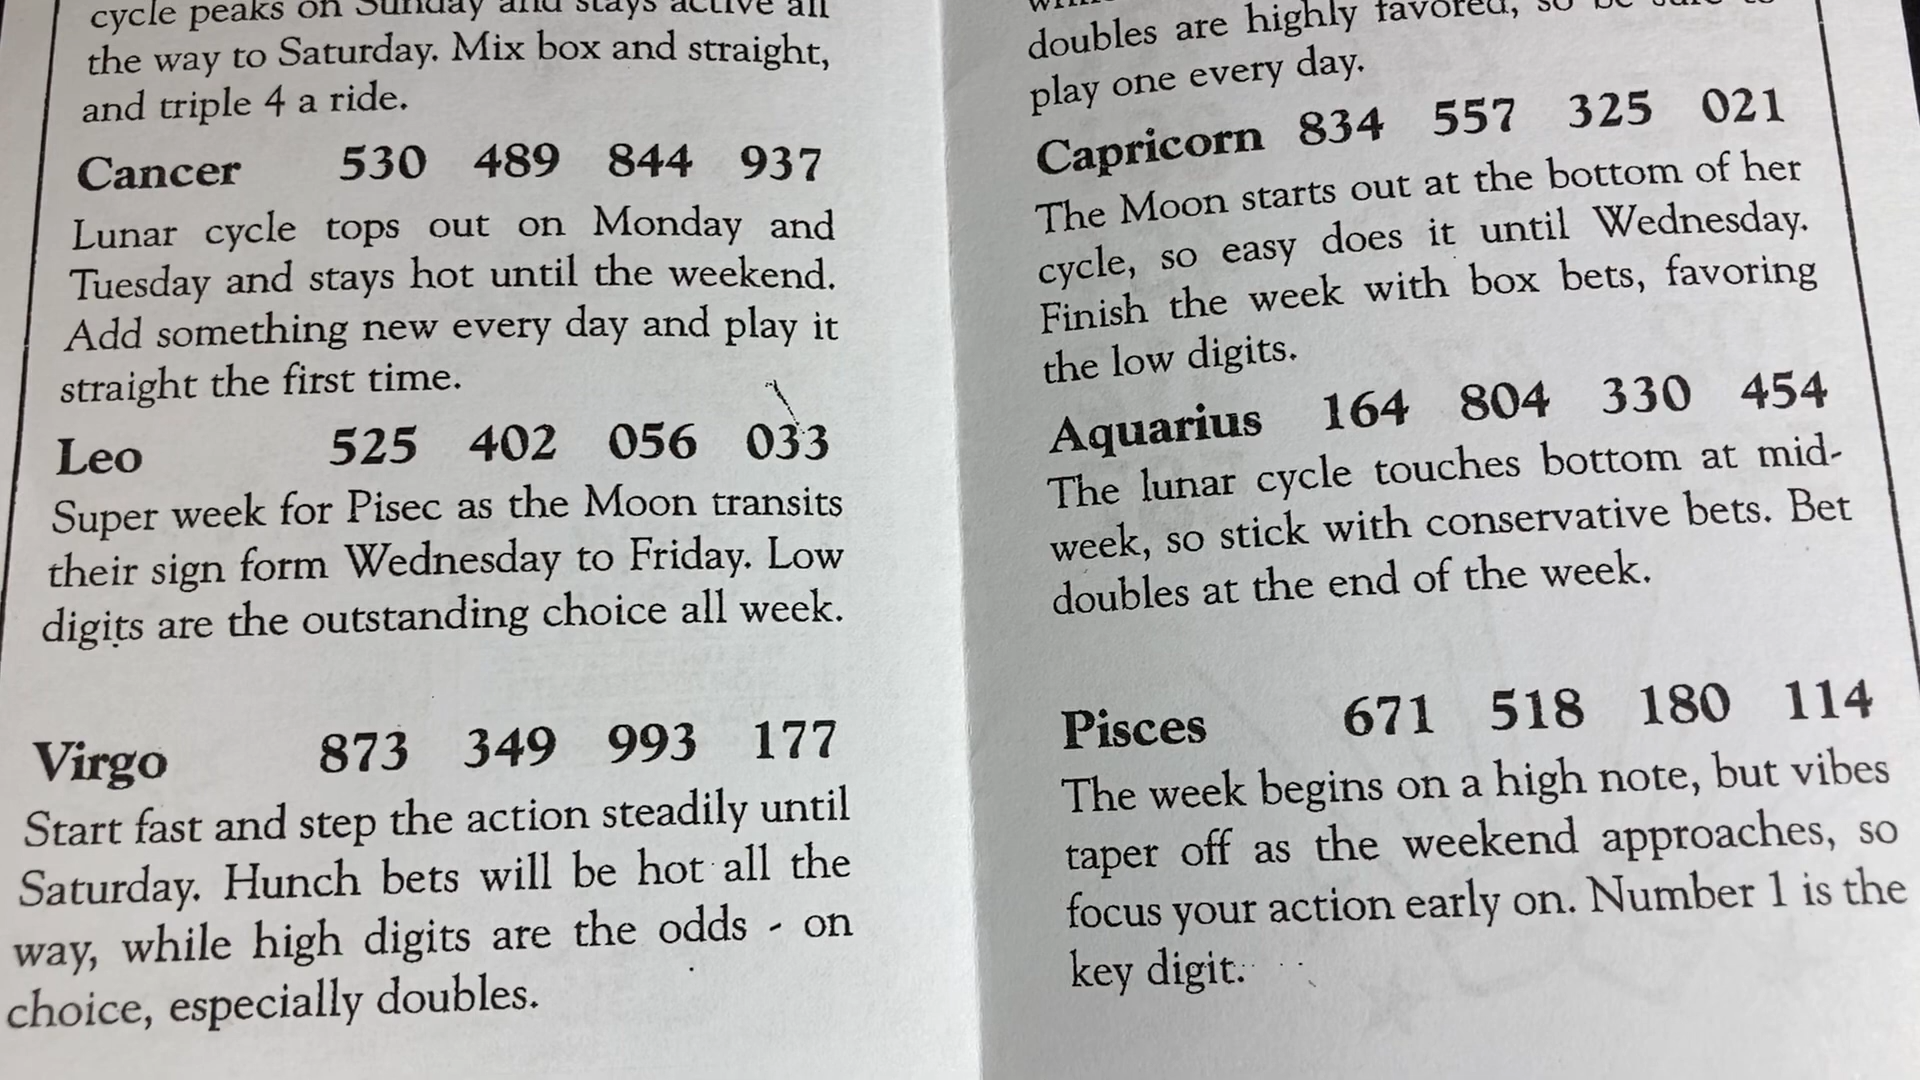 cycle peaks on Sunday and stays active all
the way to Saturday. Mix box and straight,
and triple 4 a ride.
Cancer 530 489 844 937
Lunar cycle tops out on Monday and
Tuesday and stays hot until the weekend.
Add something new every day and play it
straight the first time.
Leo 525 402 056 033
Super week for Pisec as the Moon transits
their sign form Wednesday to Friday. Low
digits are the outstanding choice all week.
Virgo 873 349 993 177
Start fast and step the action steadily until
Saturday. Hunch bets will be hot all the
way, while high digits are the odds - on
choice, especially doubles.
doubles are highly favored, so be sure to
play one every day.
Capricorn 834 557 325 021
The Moon starts out at the bottom of her
cycle, so easy does it until Wednesday.
Finish the week with box bets, favoring
the low digits.
Aquarius 164 804 330 454
The lunar cycle touches bottom at mid-
week, so stick with conservative bets. Bet
doubles at the end of the week.
Pisces 671 518 180 114
The week begins on a high note, but vibes
taper off as the weekend approaches, so
focus your action early on. Number 1 is the
key digit.